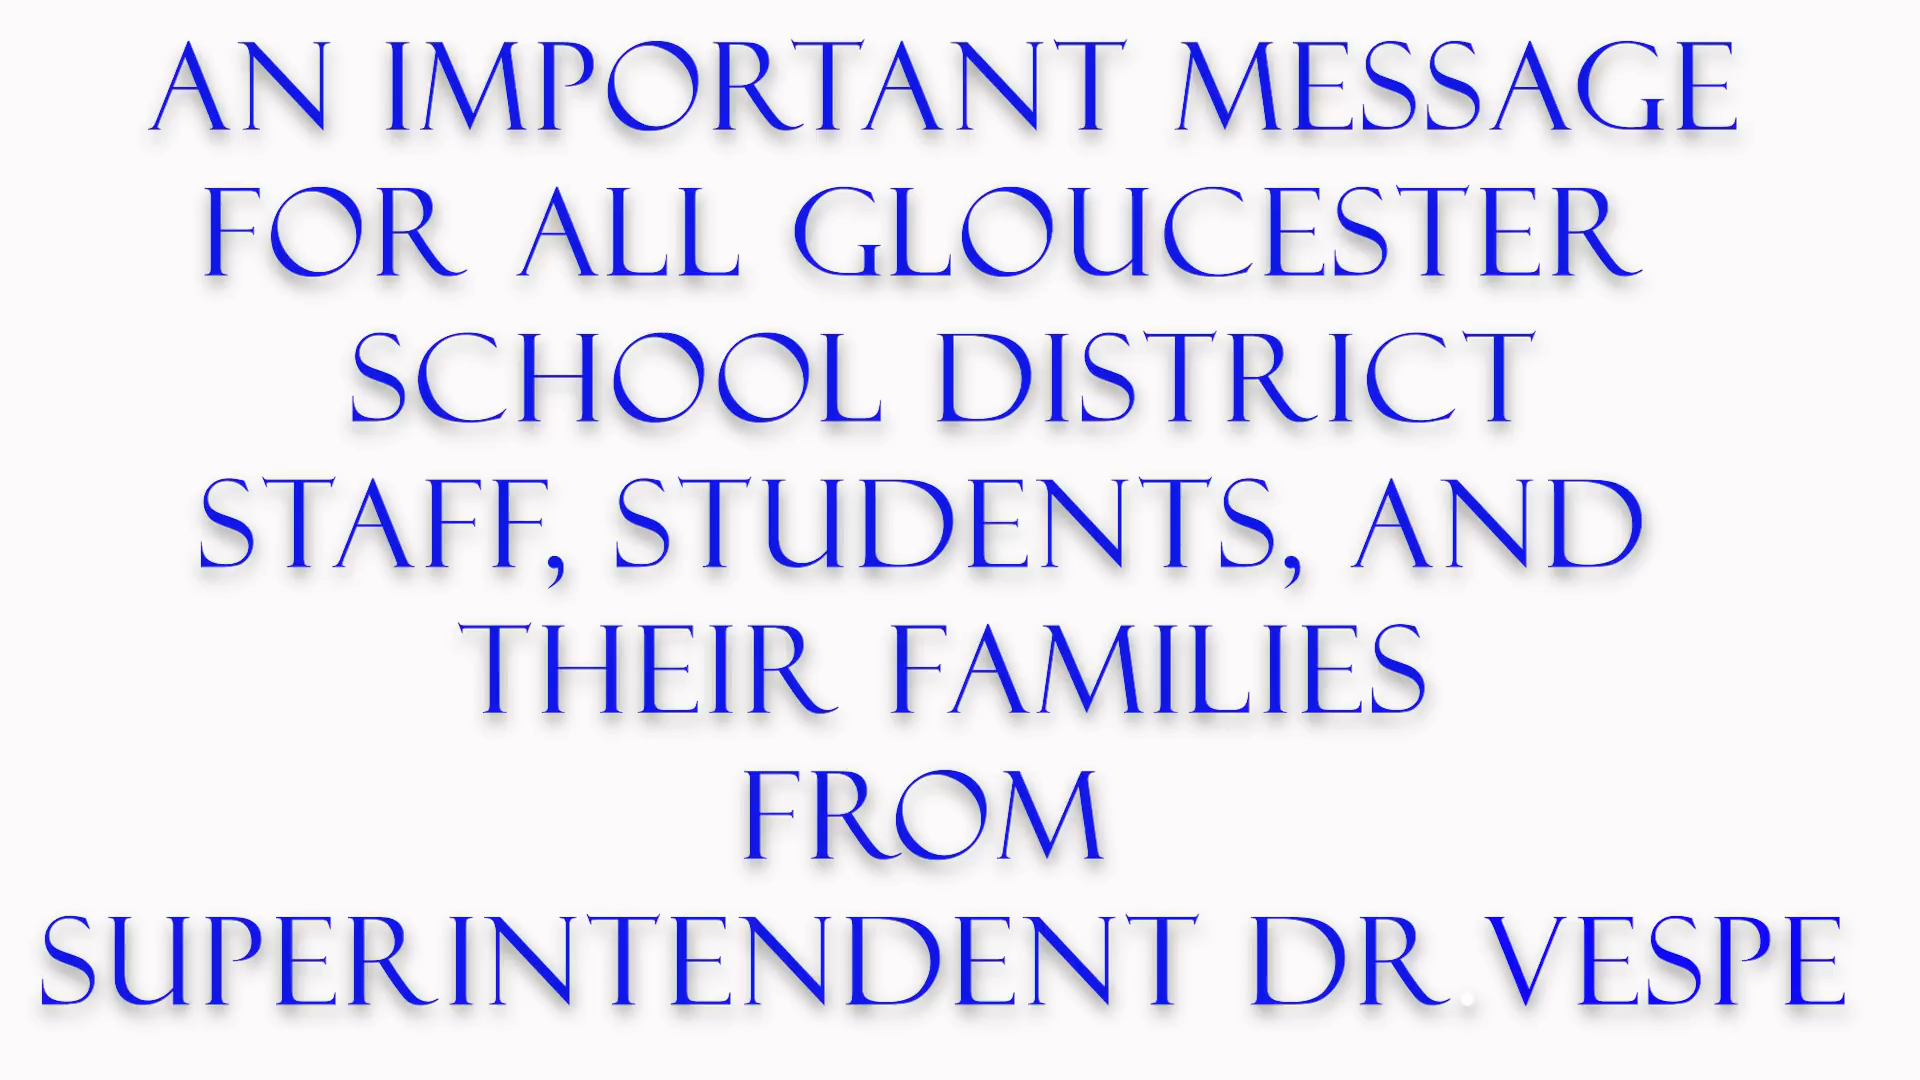 AN IMPORTANT MESSAGE
FOR ALL GLOUCESTER
SCHOOL DISTRICT
STAFF, STUDENTS, AND
THEIR FAMILIES
FROM
SUPERINTENDENT DR.VESPE